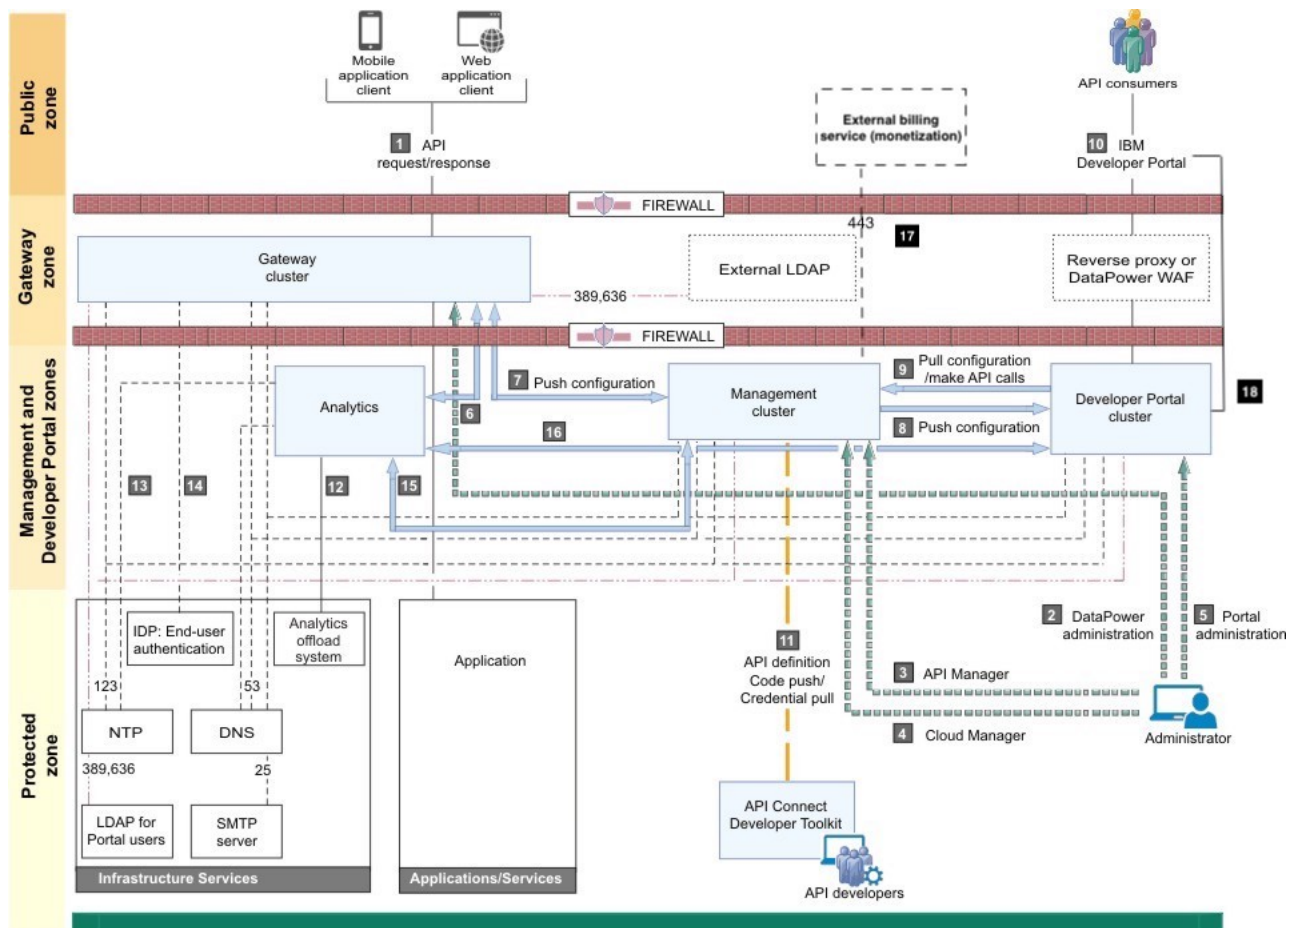 Public
zone
Mobile
application
client
Web
application
client
API consumers
External billing
service (monetization)
1 API
request/response
10 IBM
Developer Portal
FIREWALL
Gateway
zone
443
17
Gateway
cluster
External LDAP
Reverse proxy or
DataPower WAF
389,636
FIREWALL
Management and
Developer Portal zones
Analytics
6
7 Push configuration
Management
cluster
9 Pull configuration
/make API calls
8 Push configuration
Developer Portal
cluster
18
16
13
14
12
15
Protected
zone
IDP: End-user
authentication
Analytics
offload
system
Application
11
API definition
Code push/
Credential pull
2 DataPower
administration
5 Portal
administration
3 API Manager
4 Cloud Manager
Administrator
123
53
NTP
DNS
389,636
25
LDAP for
Portal users
SMTP
server
API Connect
Developer Toolkit
API developers
Infrastructure Services
Applications/Services